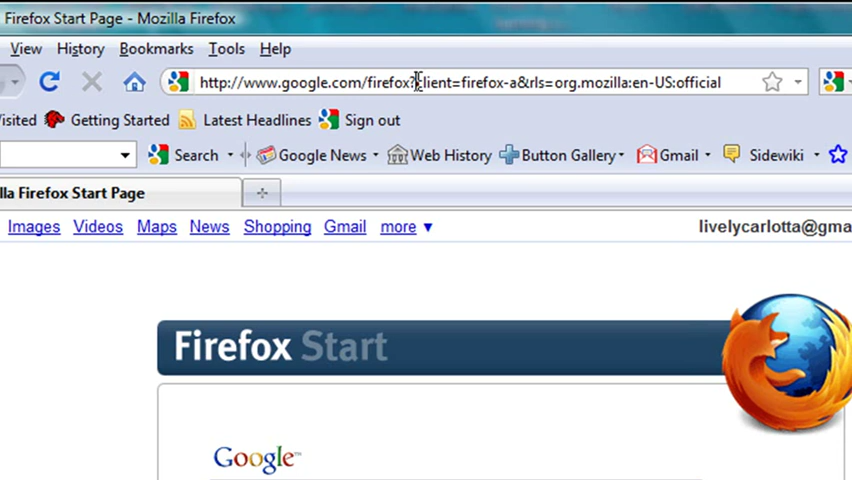 Firefox Start Page - Mozilla Firefox
View History Bookmarks Tools Help
http://www.google.com/firefox?client=firefox-a&rls=org.mozilla:en-US:official
isited Getting Started Latest Headlines Sign out
Search Google News Web History Button Gallery Gmail Sidewiki
lla Firefox Start Page
Images Videos Maps News Shopping Gmail more ▼ livelycarlotta@gma
Firefox Start
Google™